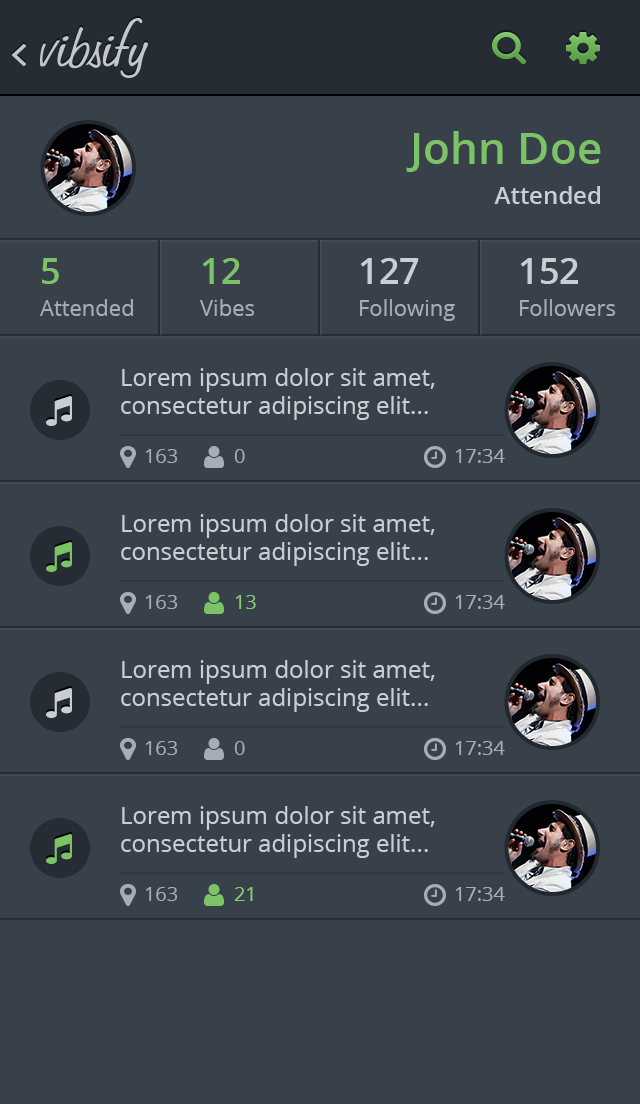 vibsify
John Doe
Attended
5
Attended
12
Vibes
127
Following
152
Followers
Lorem ipsum dolor sit amet,
consectetur adipiscing elit...
163 0 17:34
Lorem ipsum dolor sit amet,
consectetur adipiscing elit...
163 13 17:34
Lorem ipsum dolor sit amet,
consectetur adipiscing elit...
163 0 17:34
Lorem ipsum dolor sit amet,
consectetur adipiscing elit...
163 21 17:34